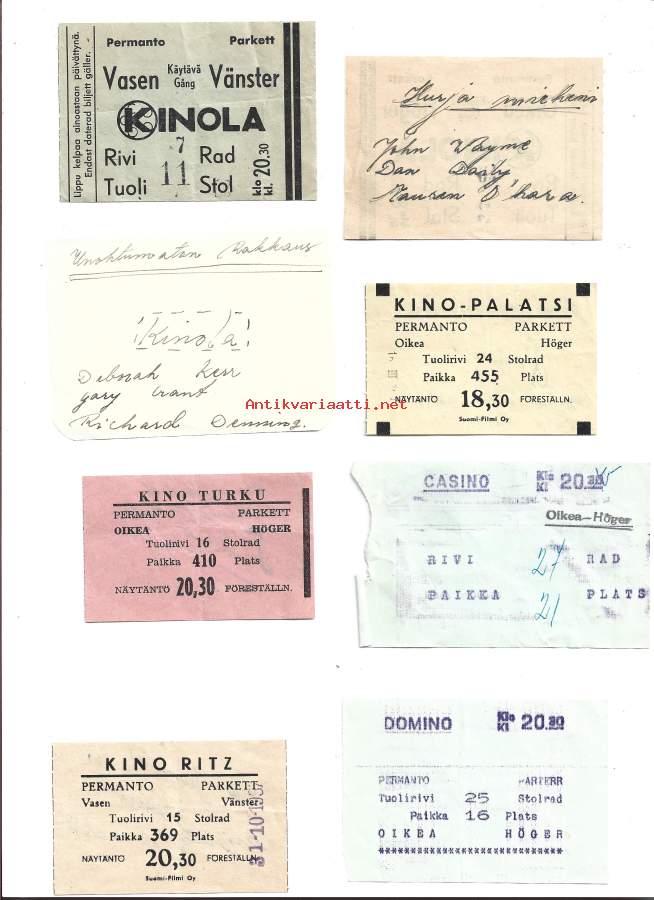 Lippu kelpaa ainoastaan päivättynä.
Endast daterad biljett gäller.
Permanto Parkett
Vasen Käytävä Gång Vänster
KINOLA
7
Rivi 11 Rad
Tuoli Stol
klo kl. 20.30
Hurja mieheni
John Wayne
Dan Daily
Mauren O'hara.
Unohtumaton Rakkaus
Kinola
Deborah Kerr
gary Grant
Richard Denning.
KINO-PALATSI
PERMANTO PARKETT
Oikea Höger
Tuolirivi 24 Stolrad
Paikka 455 Plats
NÄYTÄNTÖ 18,30 FÖRESTÄLLN.
Suomi-Filmi Oy
Antikvariaatti.net
KINO TURKU
PERMANTO PARKETT
OIKEA HÖGER
Tuolirivi 16 Stolrad
Paikka 410 Plats
NÄYTÄNTÖ 20,30 FÖRESTÄLLN.
CASINO Klo Kl 20.30
Oikea-Höger
RIVI 27 RAD
PAIKKA 21 PLATS
KINO RITZ
PERMANTO PARKETT
Vasen Vänster
Tuolirivi 15 Stolrad
Paikka 369 Plats
NÄYTÄNTÖ 20,30 FÖRESTÄLLN.
Suomi-Filmi Oy
DOMINO Klo Kl 20.30
PERMANTO PARTERR
Tuolirivi 25 Stolrad
Paikka 16 Plats
OIKEA HÖGER